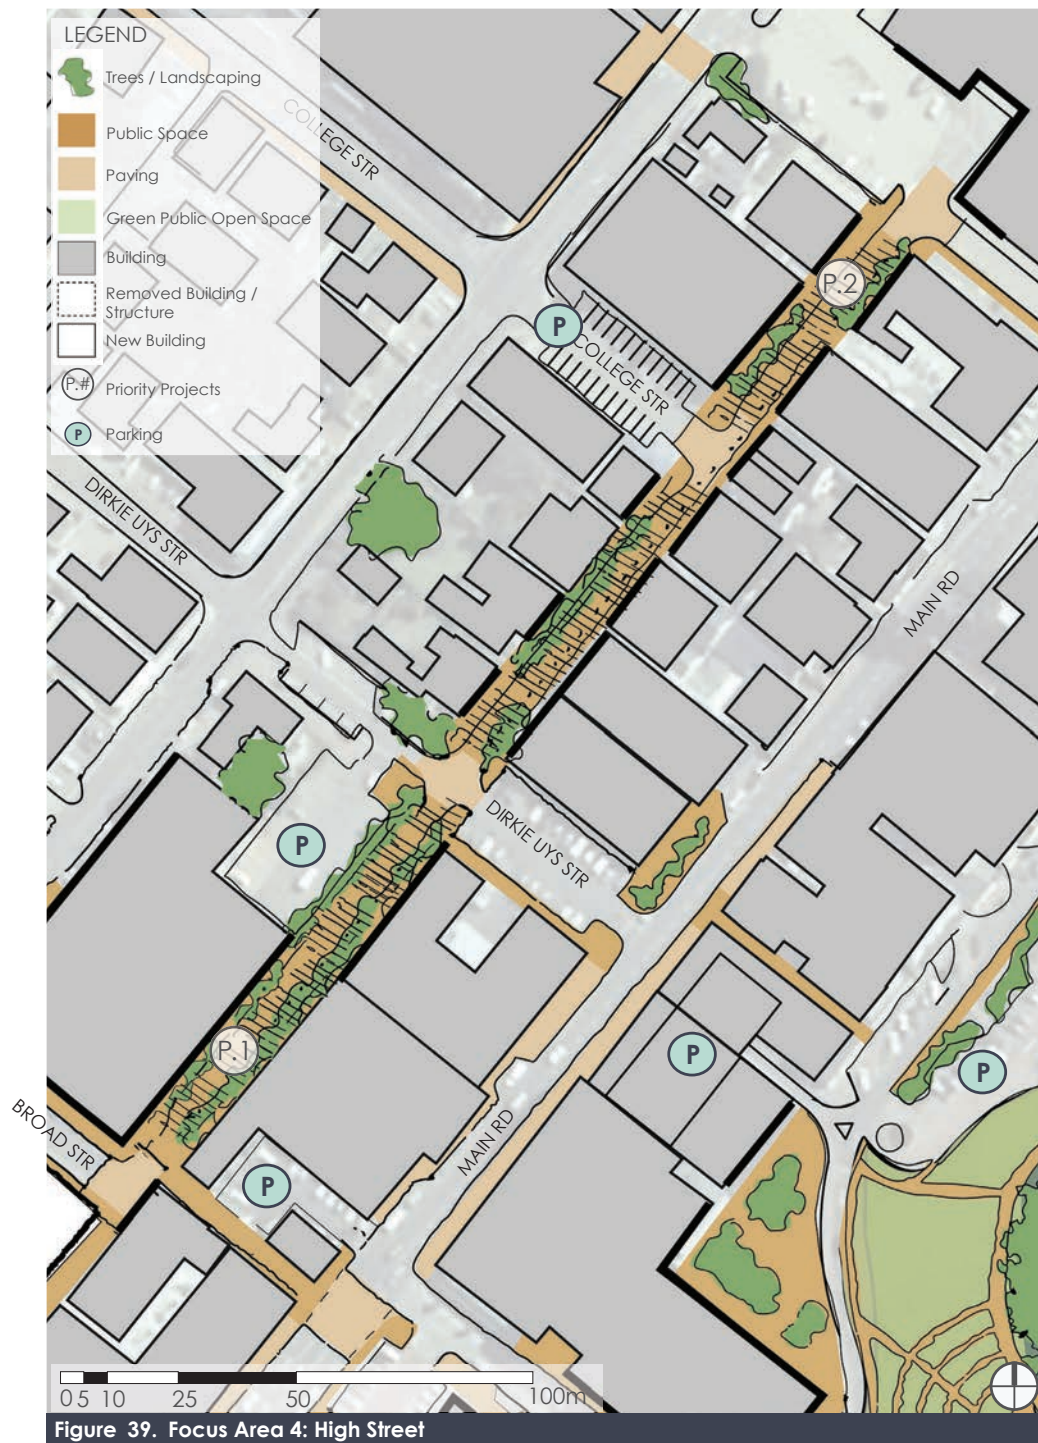 LEGEND
Trees / Landscaping
Public Space
Paving
Green Public Open Space
Building
Removed Building /
Structure
New Building
P.# Priority Projects
P Parking
COLLEGE STR
P.2
P
COLLEGE STR
DIRKIE UYS STR
MAIN RD
P
DIRKIE UYS STR
P.1
P
P
BROAD STR
MAIN RD
P
0 5 10 25 50 100m
Figure 39. Focus Area 4: High Street